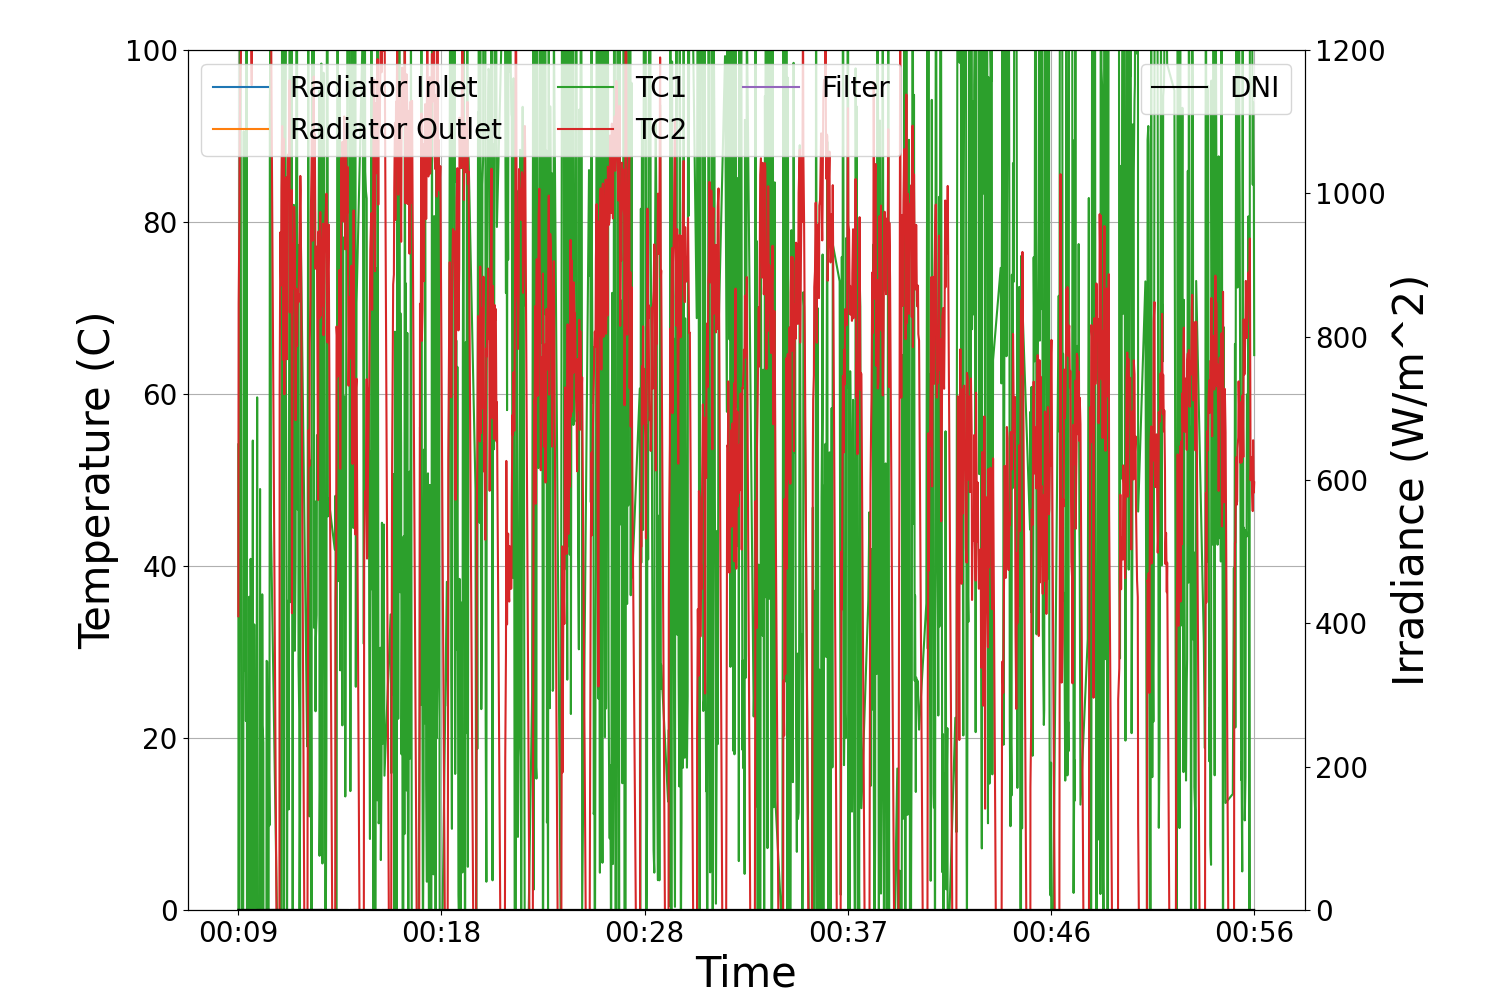 100
80
60
40
20
0
Temperature (C)
Radiator Inlet
Radiator Outlet
TC1
TC2
Filter
DNI
1200
1000
800
600
400
200
0
Irradiance (W/m^2)
00:09 00:18 00:28 00:37 00:46 00:56
Time